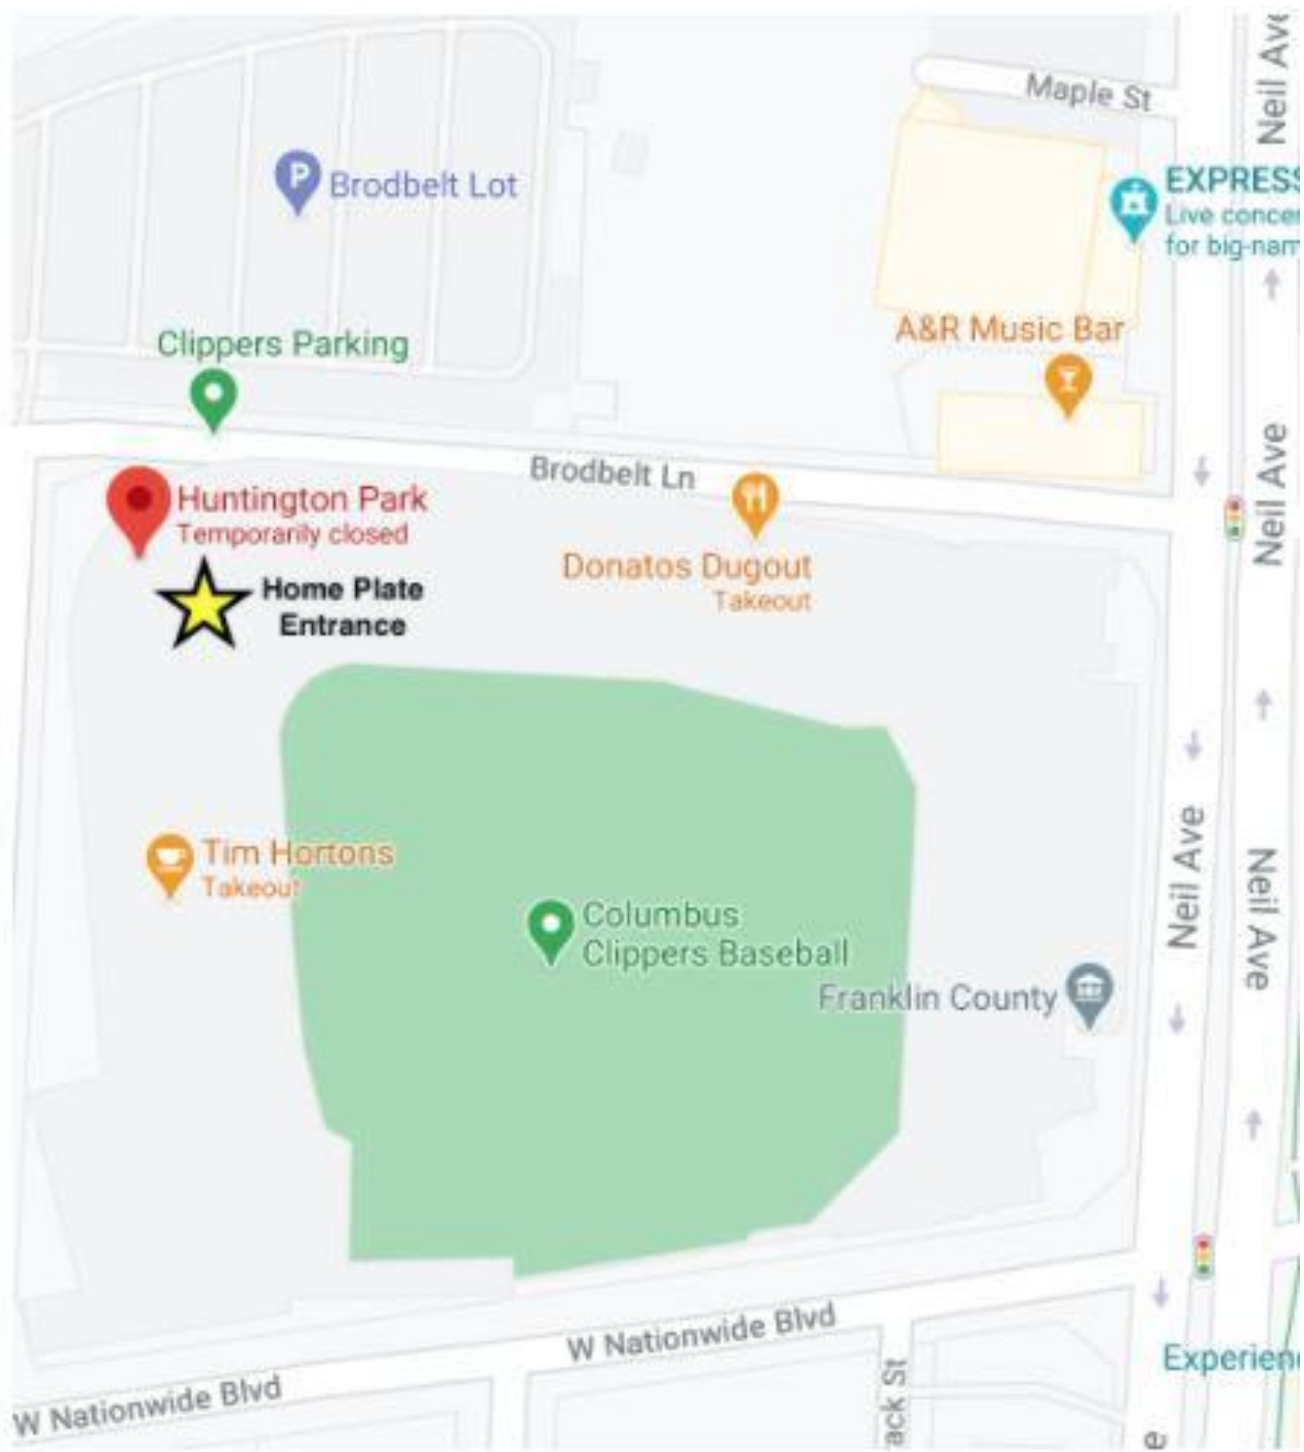 Neil Ave
Maple St
P
Brodbelt Lot
EXPRESS
Live concer
for big-nam
A&R Music Bar
Clippers Parking
Brodbelt Ln
Neil Ave
Huntington Park
Temporarily closed
Donatos Dugout
Takeout
Home Plate
Entrance
Tim Hortons
Takeout
Neil Ave
Neil Ave
Columbus
Clippers Baseball
Franklin County
W Nationwide Blvd
Experien
W Nationwide Blvd
ack St
e